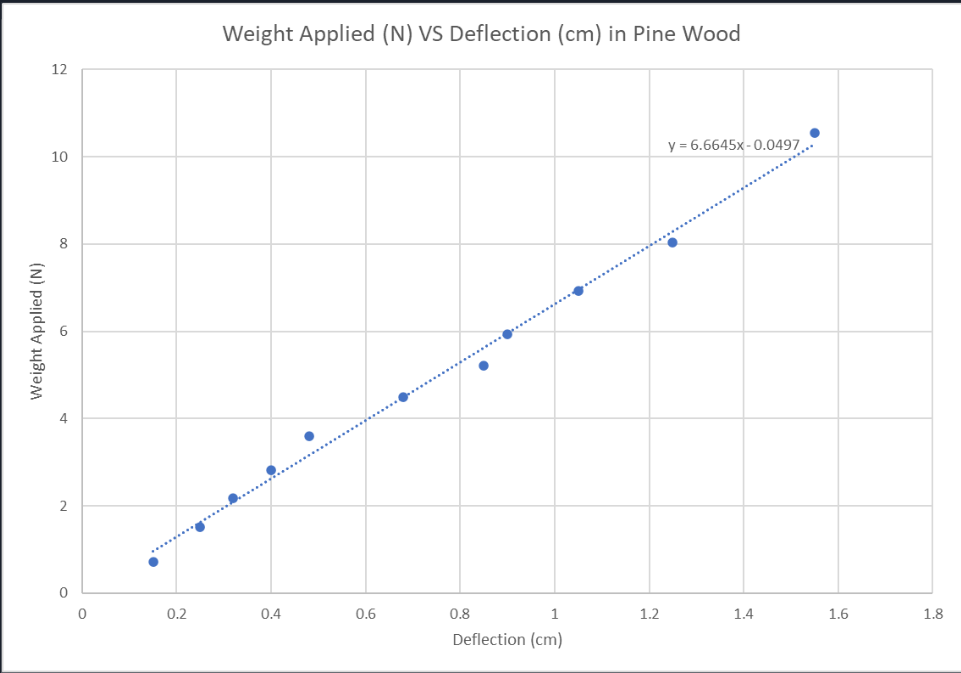 Weight Applied (N) VS Deflection (cm) in Pine Wood
12
y = 6.6645x - 0.0497
10
8
6
4
2
0
Weight Applied (N)
0 0.2 0.4 0.6 0.8 1 1.2 1.4 1.6 1.8
Deflection (cm)